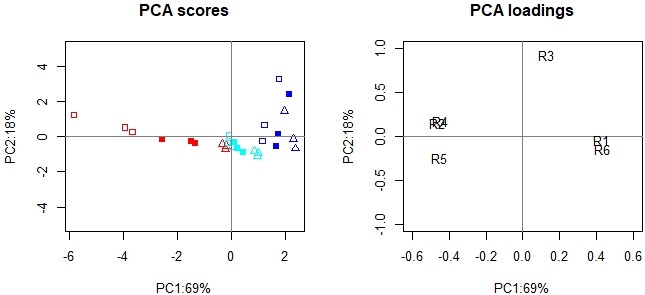 PCA scores
PC2:18%
4
2
0
-2
-4
-6
-4
-2
0
2
PC1:69%
PCA loadings
PC2:18%
1.0
0.5
0.0
-0.5
-1.0
R3
R4
R2
R5
R1
R6
-0.6
-0.4
-0.2
0.0
0.2
0.4
0.6
PC1:69%